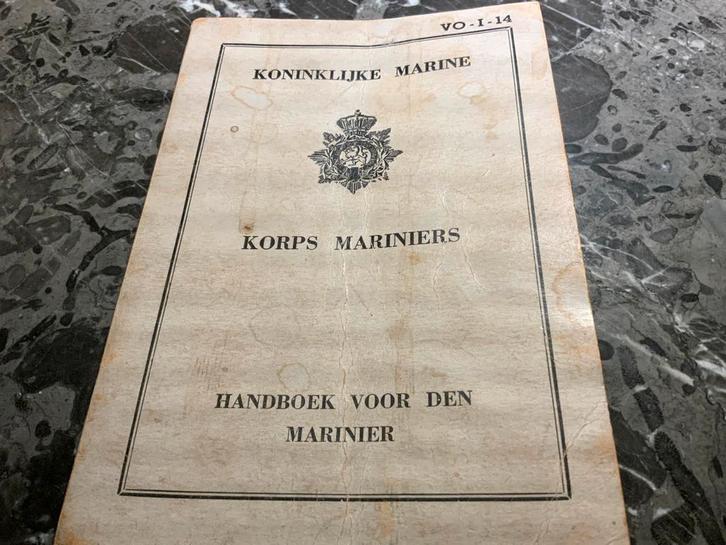 VO-I-14
KONINKLIJKE MARINE
KORPS MARINIERS
HANDBOEK VOOR DEN
MARINIER